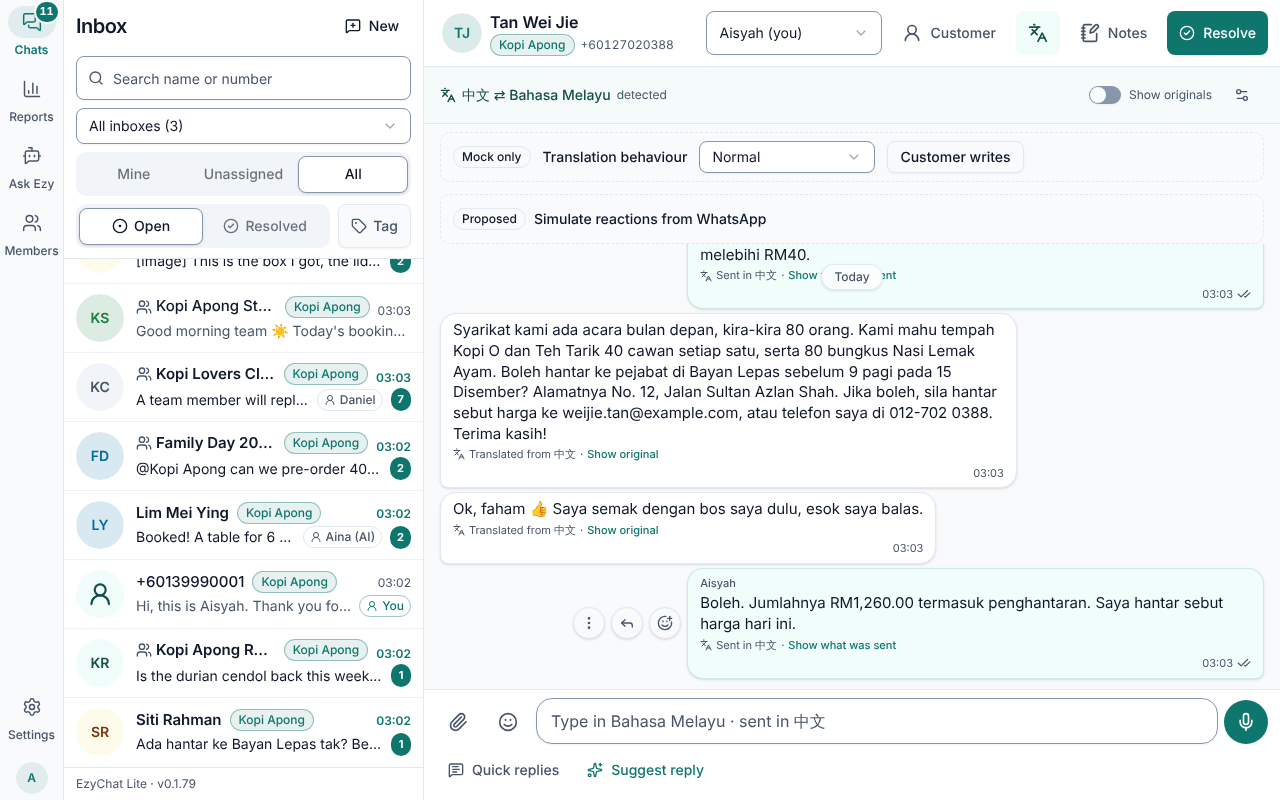 11
Chats
Reports
Ask Ezy
Members
Settings
A
Inbox
New
Search name or number
All inboxes (3)
Mine
Unassigned
All
Open
Resolved
Tag
[Image] This is the box I got, the lid...
2
KS
Kopi Apong St...
Kopi Apong
03:03
Good morning team ☀️ Today's bookin...
KC
Kopi Lovers Cl...
Kopi Apong
03:03
A team member will repl...
Daniel
7
FD
Family Day 20...
Kopi Apong
03:02
@Kopi Apong can we pre-order 40...
2
LY
Lim Mei Ying
Kopi Apong
03:02
Booked! A table for 6 ...
Aina (AI)
2
+60139990001
Kopi Apong
03:02
Hi, this is Aisyah. Thank you fo...
You
KR
Kopi Apong R...
Kopi Apong
03:02
Is the durian cendol back this week...
1
SR
Siti Rahman
Kopi Apong
03:02
Ada hantar ke Bayan Lepas tak? Be...
1
EzyChat Lite · v0.1.79
TJ
Tan Wei Jie
Kopi Apong
+60127020388
Aisyah (you)
Customer
Notes
Resolve
中文 ⇄ Bahasa Melayu detected
Show originals
Mock only
Translation behaviour
Normal
Customer writes
Proposed
Simulate reactions from WhatsApp
melebihi RM40.
Sent in 中文 · Show
Today
03:03
Syarikat kami ada acara bulan depan, kira-kira 80 orang. Kami mahu tempah
Kopi O dan Teh Tarik 40 cawan setiap satu, serta 80 bungkus Nasi Lemak
Ayam. Boleh hantar ke pejabat di Bayan Lepas sebelum 9 pagi pada 15
Disember? Alamatnya No. 12, Jalan Sultan Azlan Shah. Jika boleh, sila hantar
sebut harga ke weijie.tan@example.com, atau telefon saya di 012-702 0388.
Terima kasih!
Translated from 中文 · Show original
03:03
Ok, faham 👍 Saya semak dengan bos saya dulu, esok saya balas.
Translated from 中文 · Show original
03:03
Aisyah
Boleh. Jumlahnya RM1,260.00 termasuk penghantaran. Saya hantar sebut
harga hari ini.
Sent in 中文 · Show what was sent
03:03
Type in Bahasa Melayu · sent in 中文
Quick replies
Suggest reply